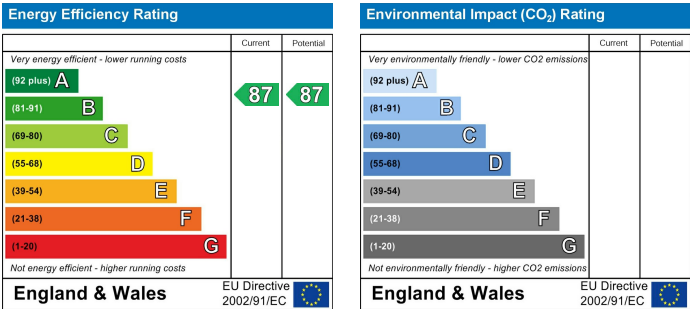 Energy Efficiency Rating
Current Potential
Very energy efficient - lower running costs
(92 plus) A
(81-91) B
(69-80) C
(55-68) D
(39-54) E
(21-38) F
(1-20) G
87 87
Not energy efficient - higher running costs
England & Wales
EU Directive
2002/91/EC
Environmental Impact (CO₂) Rating
Current Potential
Very environmentally friendly - lower CO2 emissions
(92 plus) A
(81-91) B
(69-80) C
(55-68) D
(39-54) E
(21-38) F
(1-20) G
Not environmentally friendly - higher CO2 emissions
England & Wales
EU Directive
2002/91/EC